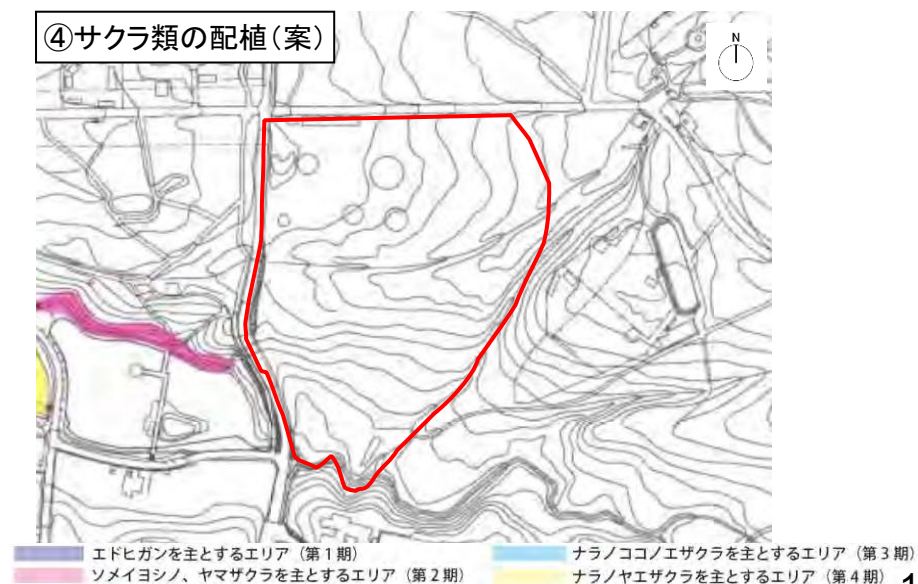 ④サクラ類の配植(案)
N
エドヒガンを主とするエリア（第1期）
ナラノココノエザクラを主とするエリア（第3期）
ソメイヨシノ、ヤマザクラを主とするエリア（第2期）
ナラノヤエザクラを主とするエリア（第4期）